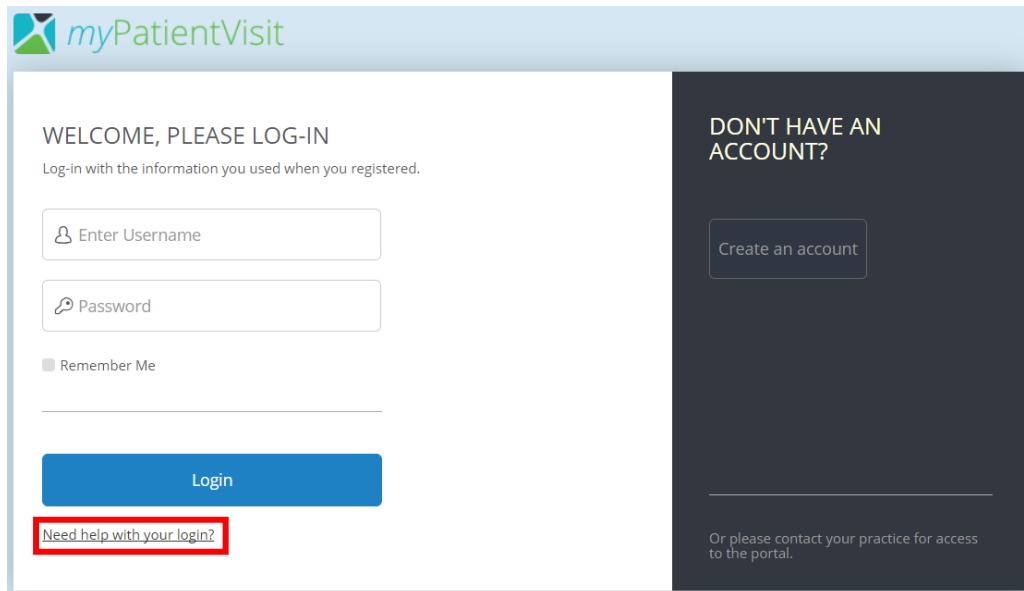 myPatientVisit
WELCOME, PLEASE LOG-IN
Log-in with the information you used when you registered.
Enter Username
Password
Remember Me
Login
Need help with your login?
DON'T HAVE AN
ACCOUNT?
Create an account
Or please contact your practice for access
to the portal.